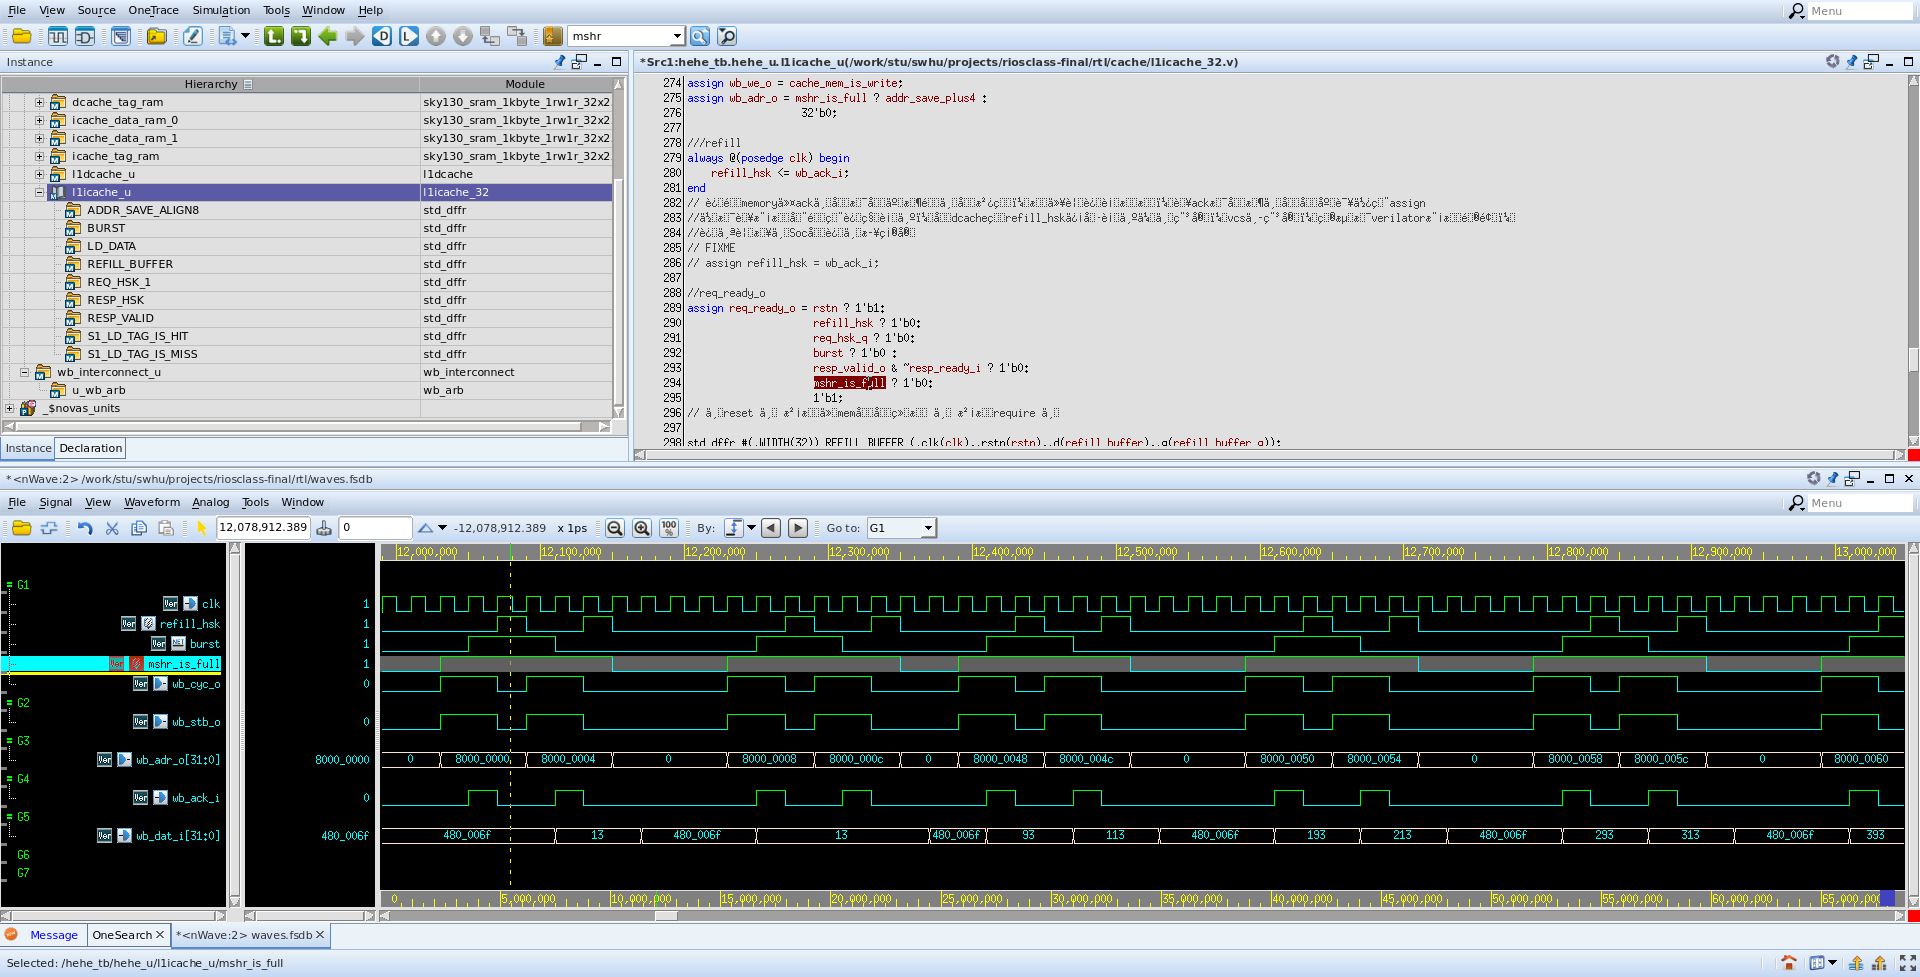 File View Source OneTrace Simulation Tools Window Help
Menu
mshr
Instance
*Src1:hehe_tb.hehe_u.l1icache_u(/work/stu/swhu/projects/riosclass-final/rtl/cache/l1icache_32.v)
Hierarchy Module
dcache_tag_ram sky130_sram_1kbyte_1rw1r_32x2
icache_data_ram_0 sky130_sram_1kbyte_1rw1r_32x2
icache_data_ram_1 sky130_sram_1kbyte_1rw1r_32x2
icache_tag_ram sky130_sram_1kbyte_1rw1r_32x2
l1dcache_u l1dcache
l1icache_u l1icache_32
ADDR_SAVE_ALIGN8 std_dffr
BURST std_dffr
LD_DATA std_dffr
REFILL_BUFFER std_dffr
REQ_HSK_1 std_dffr
RESP_HSK std_dffr
RESP_VALID std_dffr
S1_LD_TAG_IS_HIT std_dffr
S1_LD_TAG_IS_MISS std_dffr
wb_interconnect_u wb_interconnect
u_wb_arb wb_arb
_$novas_units
Instance Declaration
274 assign wb_we_o = cache_mem_is_write;
275 assign wb_adr_o = mshr_is_full ? addr_save_plus4 :
276 32'b0;
277
278 ///refill
279 always @(posedge clk) begin
280 refill_hsk <= wb_ack_i;
281 end
282 //
283 //
284 //
285 // FIXME
286 // assign refill_hsk = wb_ack_i;
287
288 //req_ready_o
289 assign req_ready_o = rstn ? 1'b1:
290 refill_hsk ? 1'b0:
291 req_hsk_q ? 1'b0:
292 burst ? 1'b0 :
293 resp_valid_o & ~resp_ready_i ? 1'b0:
294 mshr_is_full ? 1'b0:
295 1'b1;
296 //
297
298 std_dffr #(.WIDTH(32)) REFILL_BUFFER (.clk(clk),.rstn(rstn),.d(refill_buffer),.q(refill_buffer_q));
*<nWave:2> /work/stu/swhu/projects/riosclass-final/rtl/waves.fsdb
File Signal View Waveform Analog Tools Window
Menu
12,078,912.389 0 -12,078,912.389 x 1ps 100 % By: Go to: G1
12,000,000 12,100,000 12,200,000 12,300,000 12,400,000 12,500,000 12,600,000 12,700,000 12,800,000 12,900,000 13,000,000
G1
clk 1
refill_hsk 1
burst 1
mshr_is_full 1
wb_cyc_o 0
G2
wb_stb_o 0
G3
wb_adr_o[31:0] 8000_0000 0 8000_0000 8000_0004 0 8000_0008 8000_000c 0 8000_0048 8000_004c 0 8000_0050 8000_0054 0 8000_0058 8000_005c 0 8000_0060
G4
wb_ack_i 0
G5
wb_dat_i[31:0] 480_006f 480_006f 13 480_006f 13 480_006f 93 113 480_006f 193 213 480_006f 293 313 480_006f 393
G6
G7
0 5,000,000 10,000,000 15,000,000 20,000,000 25,000,000 30,000,000 35,000,000 40,000,000 45,000,000 50,000,000 55,000,000 60,000,000 65,000,000
Message OneSearch *<nWave:2> waves.fsdb
Selected: /hehe_tb/hehe_u/l1icache_u/mshr_is_full